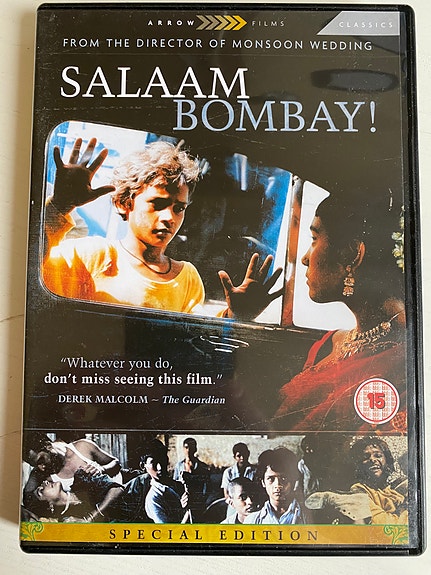 ARROW FILMS
CLASSICS
FROM THE DIRECTOR OF MONSOON WEDDING
SALAAM
BOMBAY!
"Whatever you do,
don't miss seeing this film."
DEREK MALCOLM ~ The Guardian
15
SPECIAL EDITION